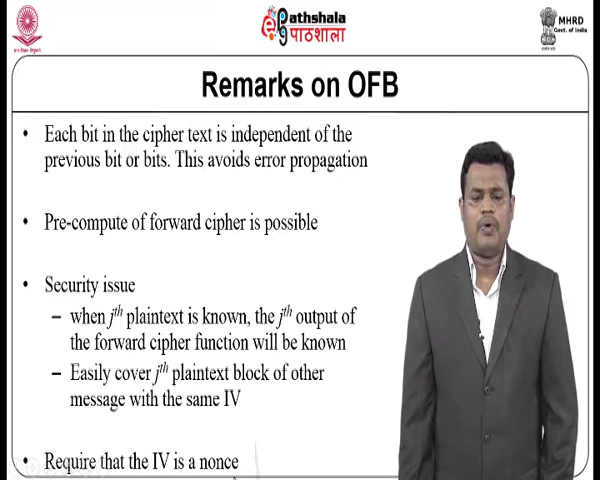 Pathshala
पाठशाला
MHRD
Govt. of India
Remarks on OFB
• Each bit in the cipher text is independent of the
previous bit or bits. This avoids error propagation
• Pre-compute of forward cipher is possible
• Security issue
– when jth plaintext is known, the jth output of
the forward cipher function will be known
– Easily cover jth plaintext block of other
message with the same IV
• Require that the IV is a nonce